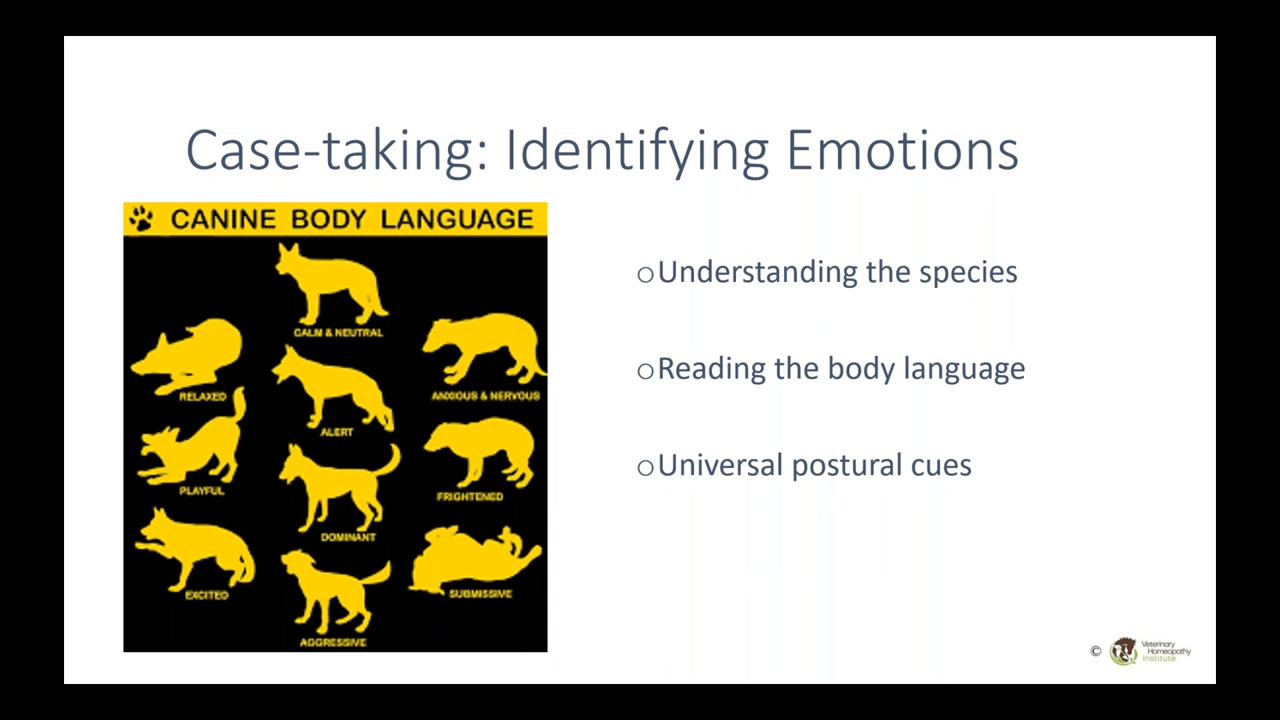 Case-taking: Identifying Emotions
CANINE BODY LANGUAGE
CALM & NEUTRAL
RELAXED
ANXIOUS & NERVOUS
ALERT
PLAYFUL
FRIGHTENED
DOMINANT
EXCITED
SUBMISSIVE
AGGRESSIVE
Understanding the species
Reading the body language
Universal postural cues
© Veterinary
Homeopathy
Institute